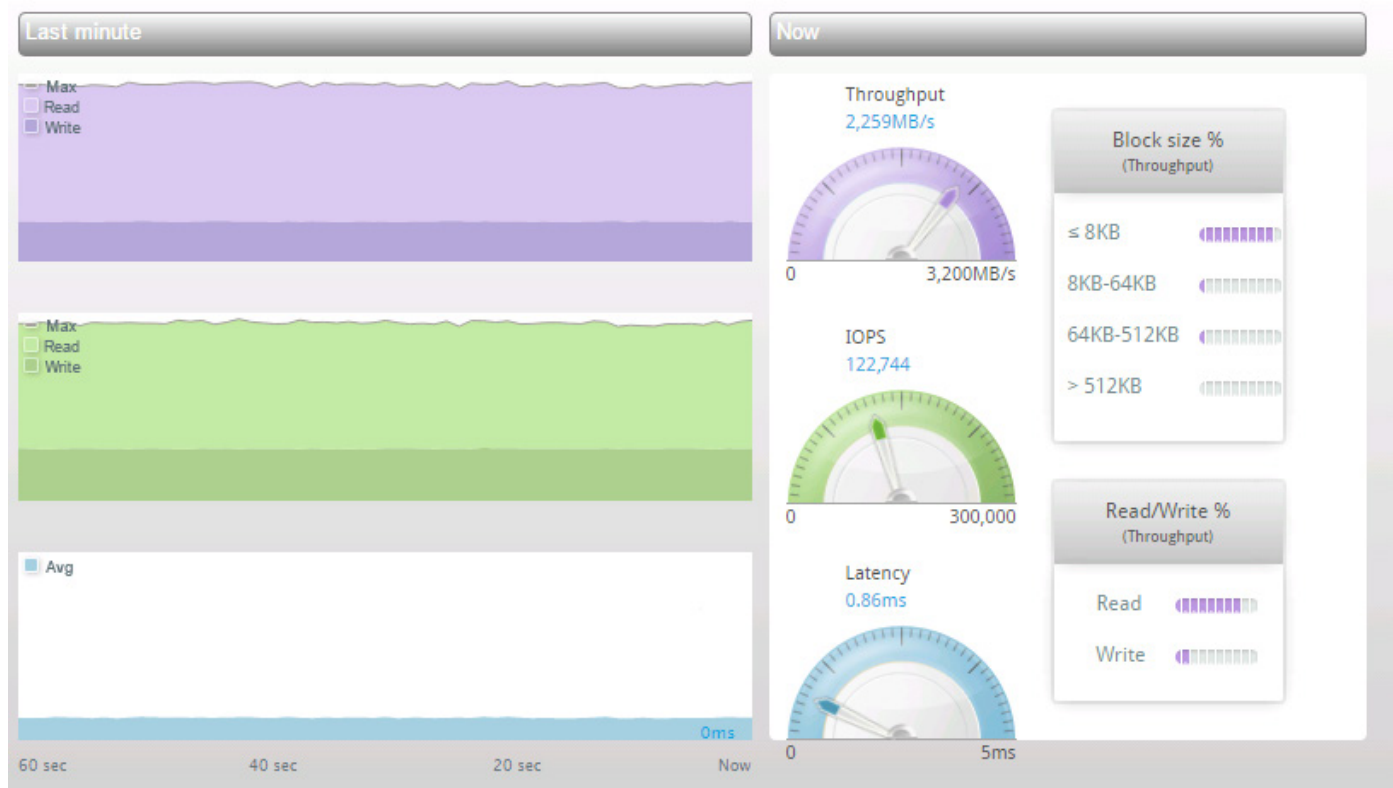 Last minute
Max
Read
Write
Max
Read
Write
Avg
0ms
60 sec 40 sec 20 sec Now
Now
Throughput
2,259MB/s
0 3,200MB/s
IOPS
122,744
0 300,000
Latency
0.86ms
0 5ms
Block size %
(Throughput)
≤ 8KB
8KB-64KB
64KB-512KB
> 512KB
Read/Write %
(Throughput)
Read
Write